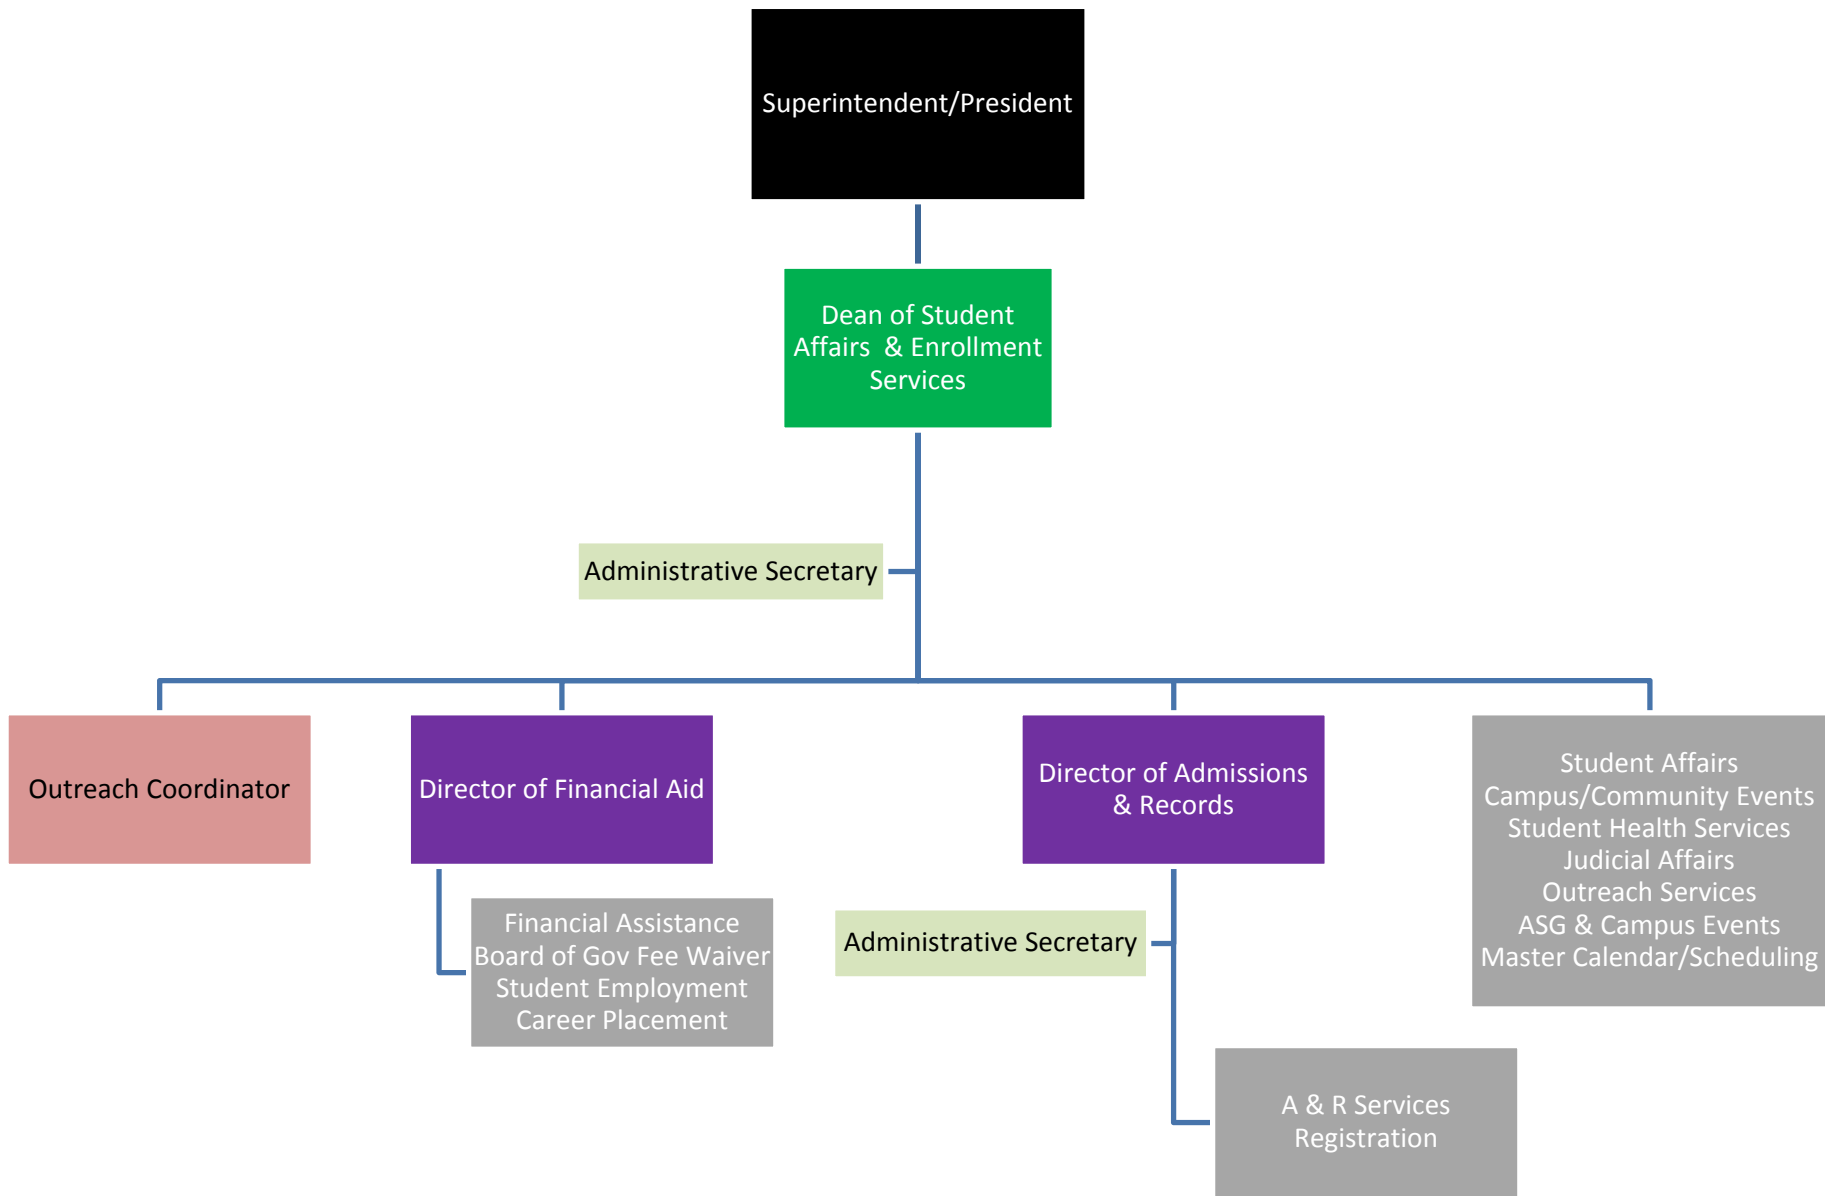 Superintendent/President
Dean of Student
Affairs & Enrollment
Services
Administrative Secretary
Outreach Coordinator
Director of Financial Aid
Director of Admissions
& Records
Student Affairs
Campus/Community Events
Student Health Services
Judicial Affairs
Outreach Services
ASG & Campus Events
Master Calendar/Scheduling
Financial Assistance
Board of Gov Fee Waiver
Student Employment
Career Placement
Administrative Secretary
A & R Services
Registration